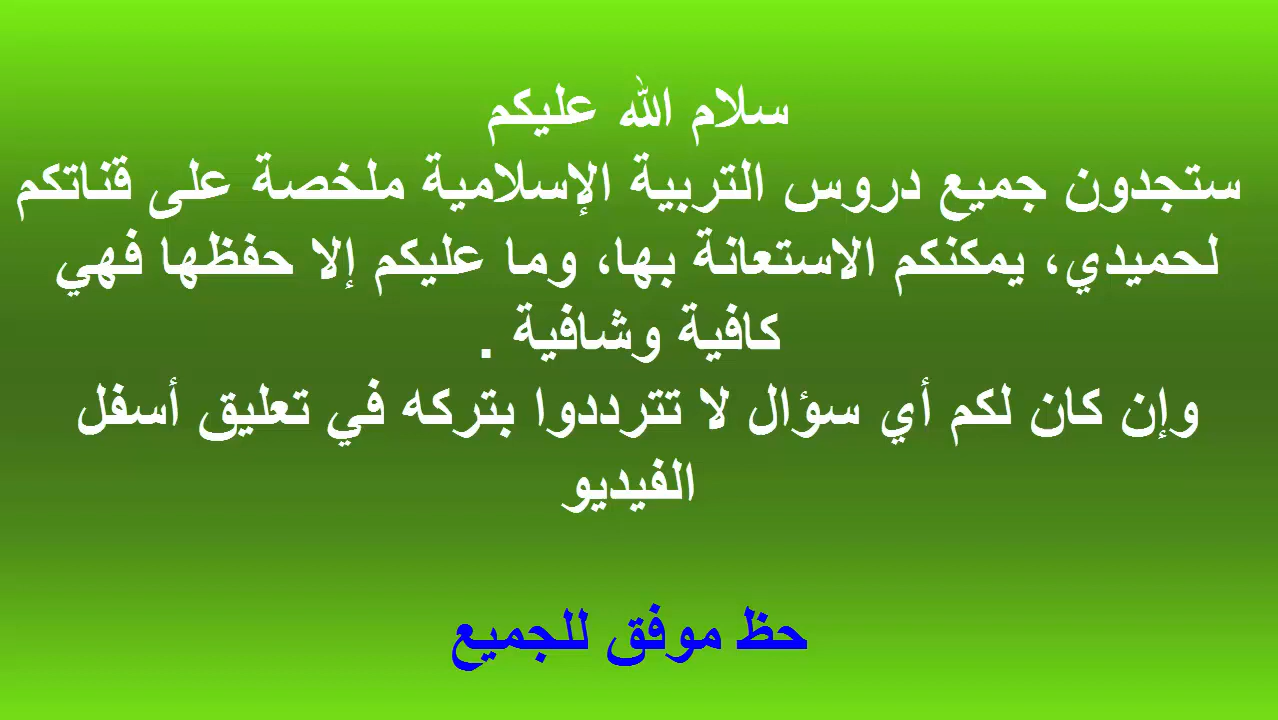 سلام الله عليكم
ستجدون جميع دروس التربية الإسلامية ملخصة على قناتكم
لحميدي، يمكنكم الاستعانة بها، وما عليكم إلا حفظها فهي
كافية وشافية .
وإن كان لكم أي سؤال لا تترددوا بتركه في تعليق أسفل
الفيديو
حظ موفق للجميع